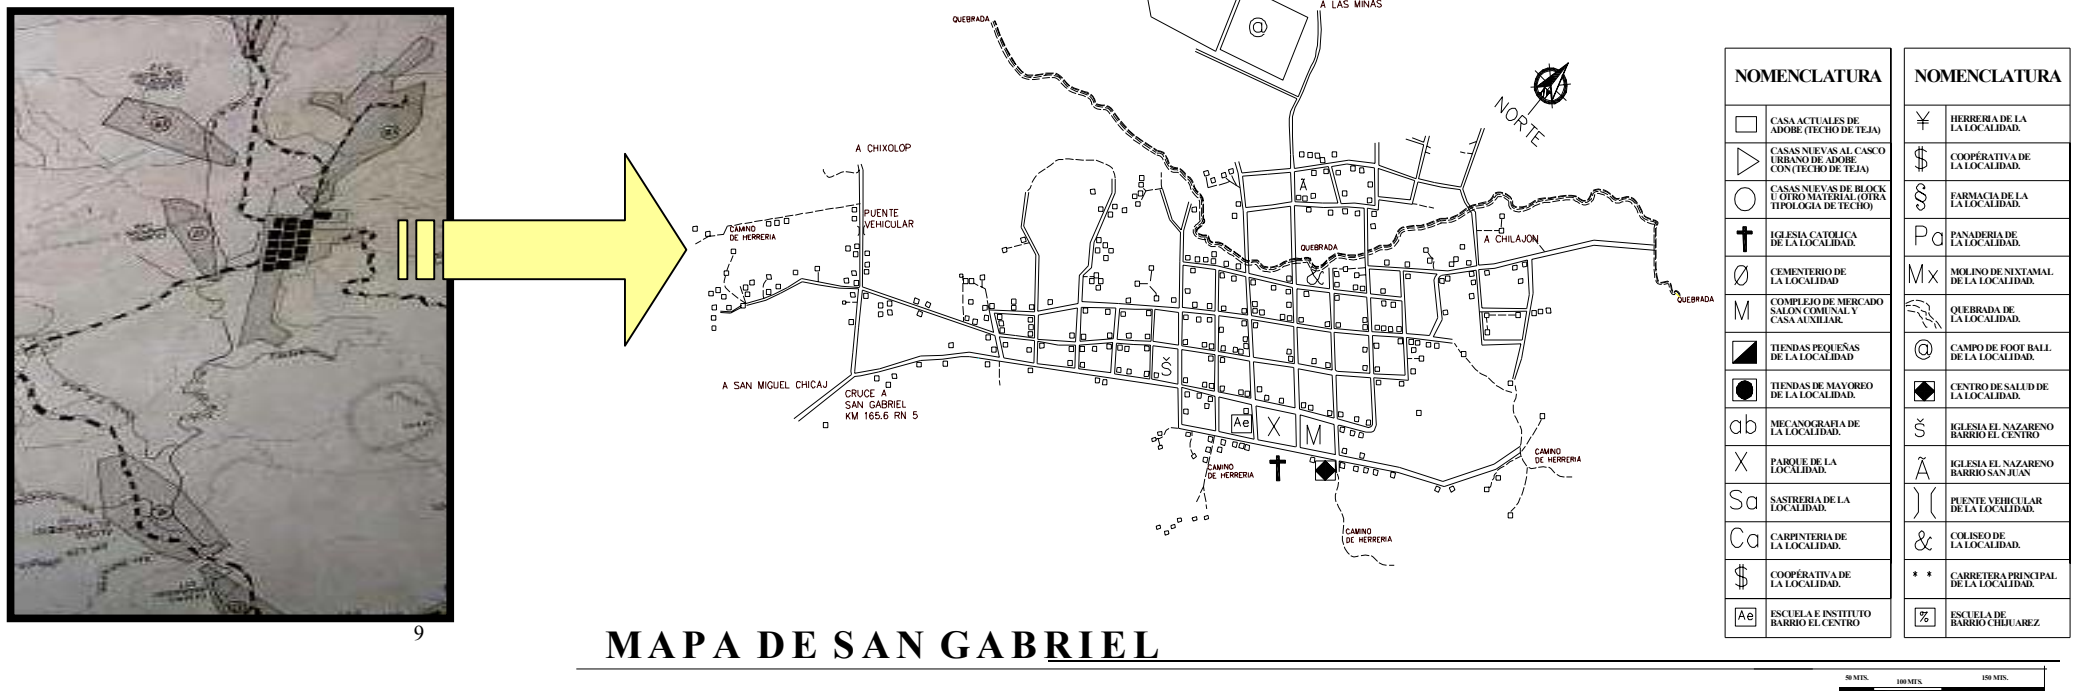 A LAS MINAS
QUEBRADA
@
NORTE
A CHIXOLOP
PUENTE
VEHICULAR
CAMINO
DE HERRERIA
Ã
QUEBRADA
A CHILAJON
&
QUEBRADA
Š
A SAN MIGUEL CHICAJ
CRUCE A
SAN GABRIEL
KM 165.6 RN 5
Ae
X
M
CAMINO
DE HERRERIA
CAMINO
DE HERRERIA
CAMINO
DE HERRERIA
NOMENCLATURA
CASA ACTUALES DE
ADOBE (TECHO DE TEJA)
CASAS NUEVAS AL CASCO
URBANO DE ADOBE
CON (TECHO DE TEJA)
CASAS NUEVAS DE BLOCK
U OTRO MATERIAL (OTRA
TIPOLOGIA DE TECHO)
IGLESIA CATOLICA
DE LA LOCALIDAD.
Ø CEMENTERIO DE
LA LOCALIDAD
M COMPLEJO DE MERCADO
SALON COMUNAL Y
CASA AUXILIAR.
TIENDAS PEQUEÑAS
DE LA LOCALIDAD
TIENDAS DE MAYOREO
DE LA LOCALIDAD.
ab MECANOGRAFIA DE
LA LOCALIDAD.
X PARQUE DE LA
LOCALIDAD.
Sa SASTRERIA DE LA
LOCALIDAD.
Ca CARPINTERIA DE
LA LOCALIDAD.
$ COOPÉRATIVA DE
LA LOCALIDAD.
Ae ESCUELA E INSTITUTO
BARRIO EL CENTRO
NOMENCLATURA
¥ HERRERIA DE LA
LA LOCALIDAD.
$ COOPÉRATIVA DE
LA LOCALIDAD.
§ FARMACIA DE LA
LA LOCALIDAD.
Pa PANADERIA DE
LA LOCALIDAD.
Mx MOLINO DE NIXTAMAL
DE LA LOCALIDAD.
QUEBRADA DE
LA LOCALIDAD.
@ CAMPO DE FOOT BALL
DE LA LOCALIDAD.
CENTRO DE SALUD DE
LA LOCALIDAD.
Š IGLESIA EL NAZARENO
BARRIO EL CENTRO
Ã IGLESIA EL NAZARENO
BARRIO SAN JUAN
PUENTE VEHICULAR
DE LA LOCALIDAD.
& COLISEO DE
LA LOCALIDAD.
* * CARRETERA PRINCIPAL
DE LA LOCALIDAD.
% ESCUELA DE
BARRIO CHIJUAREZ
9
MAPA DE SAN GABRIEL
50 MTS. 100 MTS. 150 MTS.